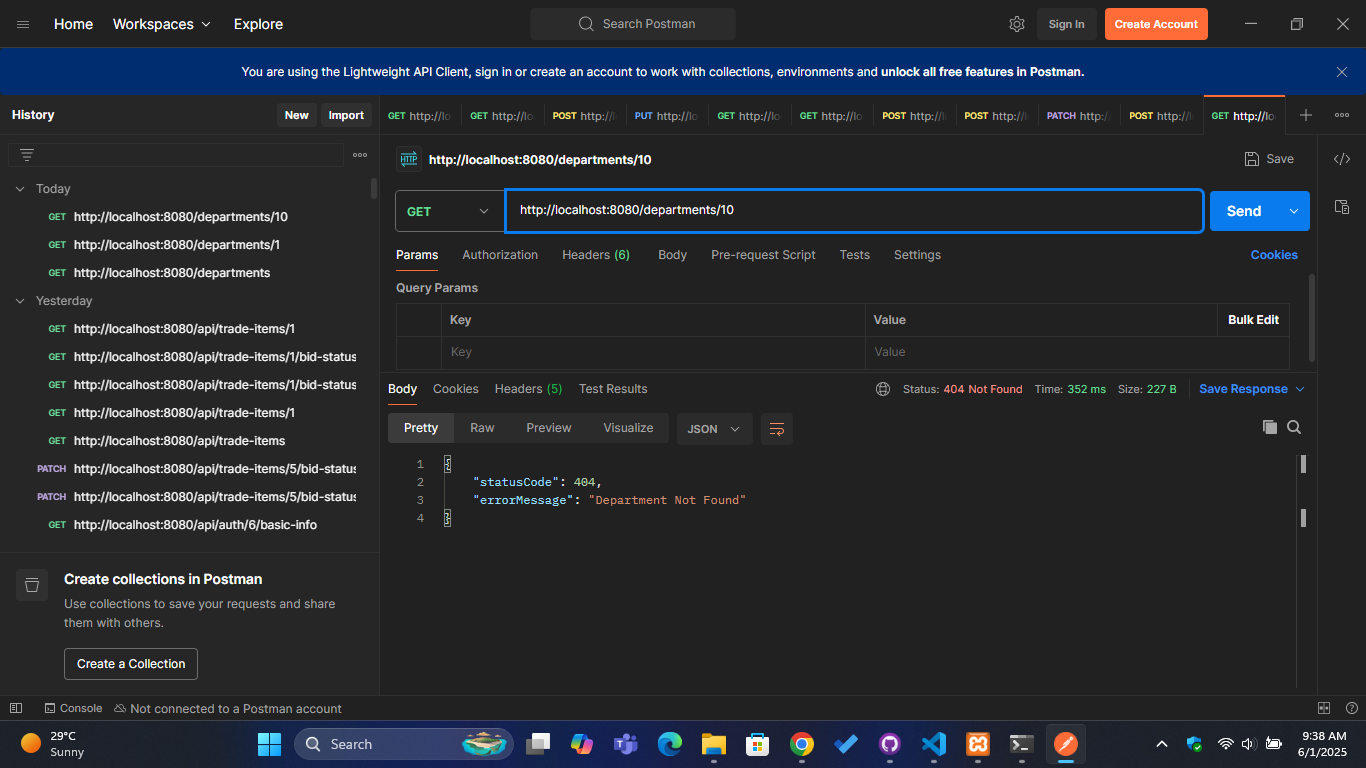 Home Workspaces Explore Search Postman Sign In Create Account
You are using the Lightweight API Client, sign in or create an account to work with collections, environments and unlock all free features in Postman.
History New Import
GET http://lo GET http://lo POST http:/ PUT http://lo GET http://lo GET http://lo POST http://l POST http://l PATCH http:/ POST http://l GET http://lo
HTTP http://localhost:8080/departments/10 Save
Today
GET http://localhost:8080/departments/10
GET http://localhost:8080/departments/1
GET http://localhost:8080/departments
Yesterday
GET http://localhost:8080/api/trade-items/1
GET http://localhost:8080/api/trade-items/1/bid-status
GET http://localhost:8080/api/trade-items/1/bid-status
GET http://localhost:8080/api/trade-items/1
GET http://localhost:8080/api/trade-items
PATCH http://localhost:8080/api/trade-items/5/bid-status
PATCH http://localhost:8080/api/trade-items/5/bid-status
GET http://localhost:8080/api/auth/6/basic-info
Create collections in Postman
Use collections to save your requests and share
them with others.
Create a Collection
GET http://localhost:8080/departments/10 Send
Params Authorization Headers (6) Body Pre-request Script Tests Settings Cookies
Query Params
Key Value Bulk Edit
Key Value
Body Cookies Headers (5) Test Results Status: 404 Not Found Time: 352 ms Size: 227 B Save Response
Pretty Raw Preview Visualize JSON
1 {
2 "statusCode": 404,
3 "errorMessage": "Department Not Found"
4 }
Console Not connected to a Postman account
29°C
Sunny
Search
9:38 AM
6/1/2025